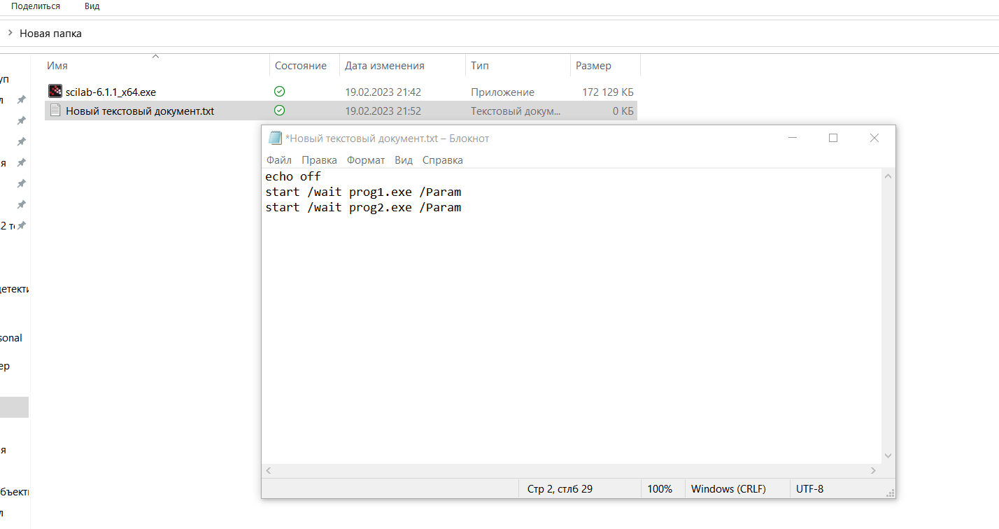 Поделиться Вид
Новая папка
Имя Состояние Дата изменения Тип Размер
уп
scilab-6.1.1_x64.exe 19.02.2023 21:42 Приложение 172 129 КБ
л
Новый текстовый документ.txt 19.02.2023 21:52 Текстовый докум... 0 КБ
*Новый текстовый документ.txt – Блокнот
Файл Правка Формат Вид Справка
я
echo off
start /wait prog1.exe /Param
start /wait prog2.exe /Param
.2 те
детекти
sonal
ер
я
бъекти
Стр 2, стлб 29 100% Windows (CRLF) UTF-8
л